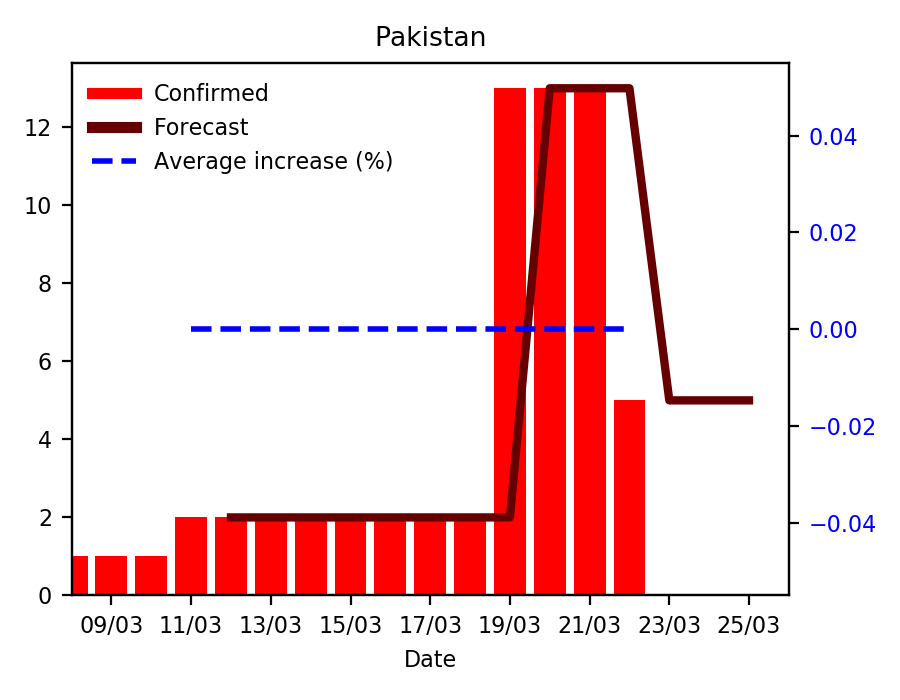 Pakistan
Confirmed
Forecast
Average increase (%)
12
10
8
6
4
2
0
0.04
0.02
0.00
−0.02
−0.04
09/03 11/03 13/03 15/03 17/03 19/03 21/03 23/03 25/03
Date